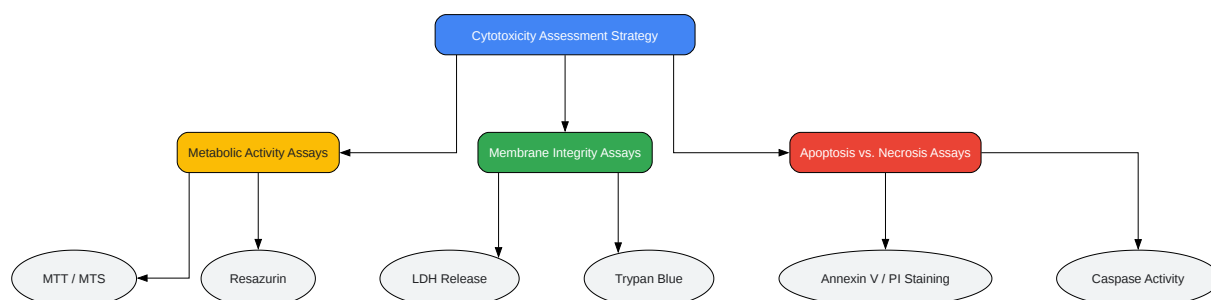 Cytotoxicity Assessment Strategy
Metabolic Activity Assays
Membrane Integrity Assays
Apoptosis vs. Necrosis Assays
MTT / MTS
Resazurin
LDH Release
Trypan Blue
Annexin V / PI Staining
Caspase Activity